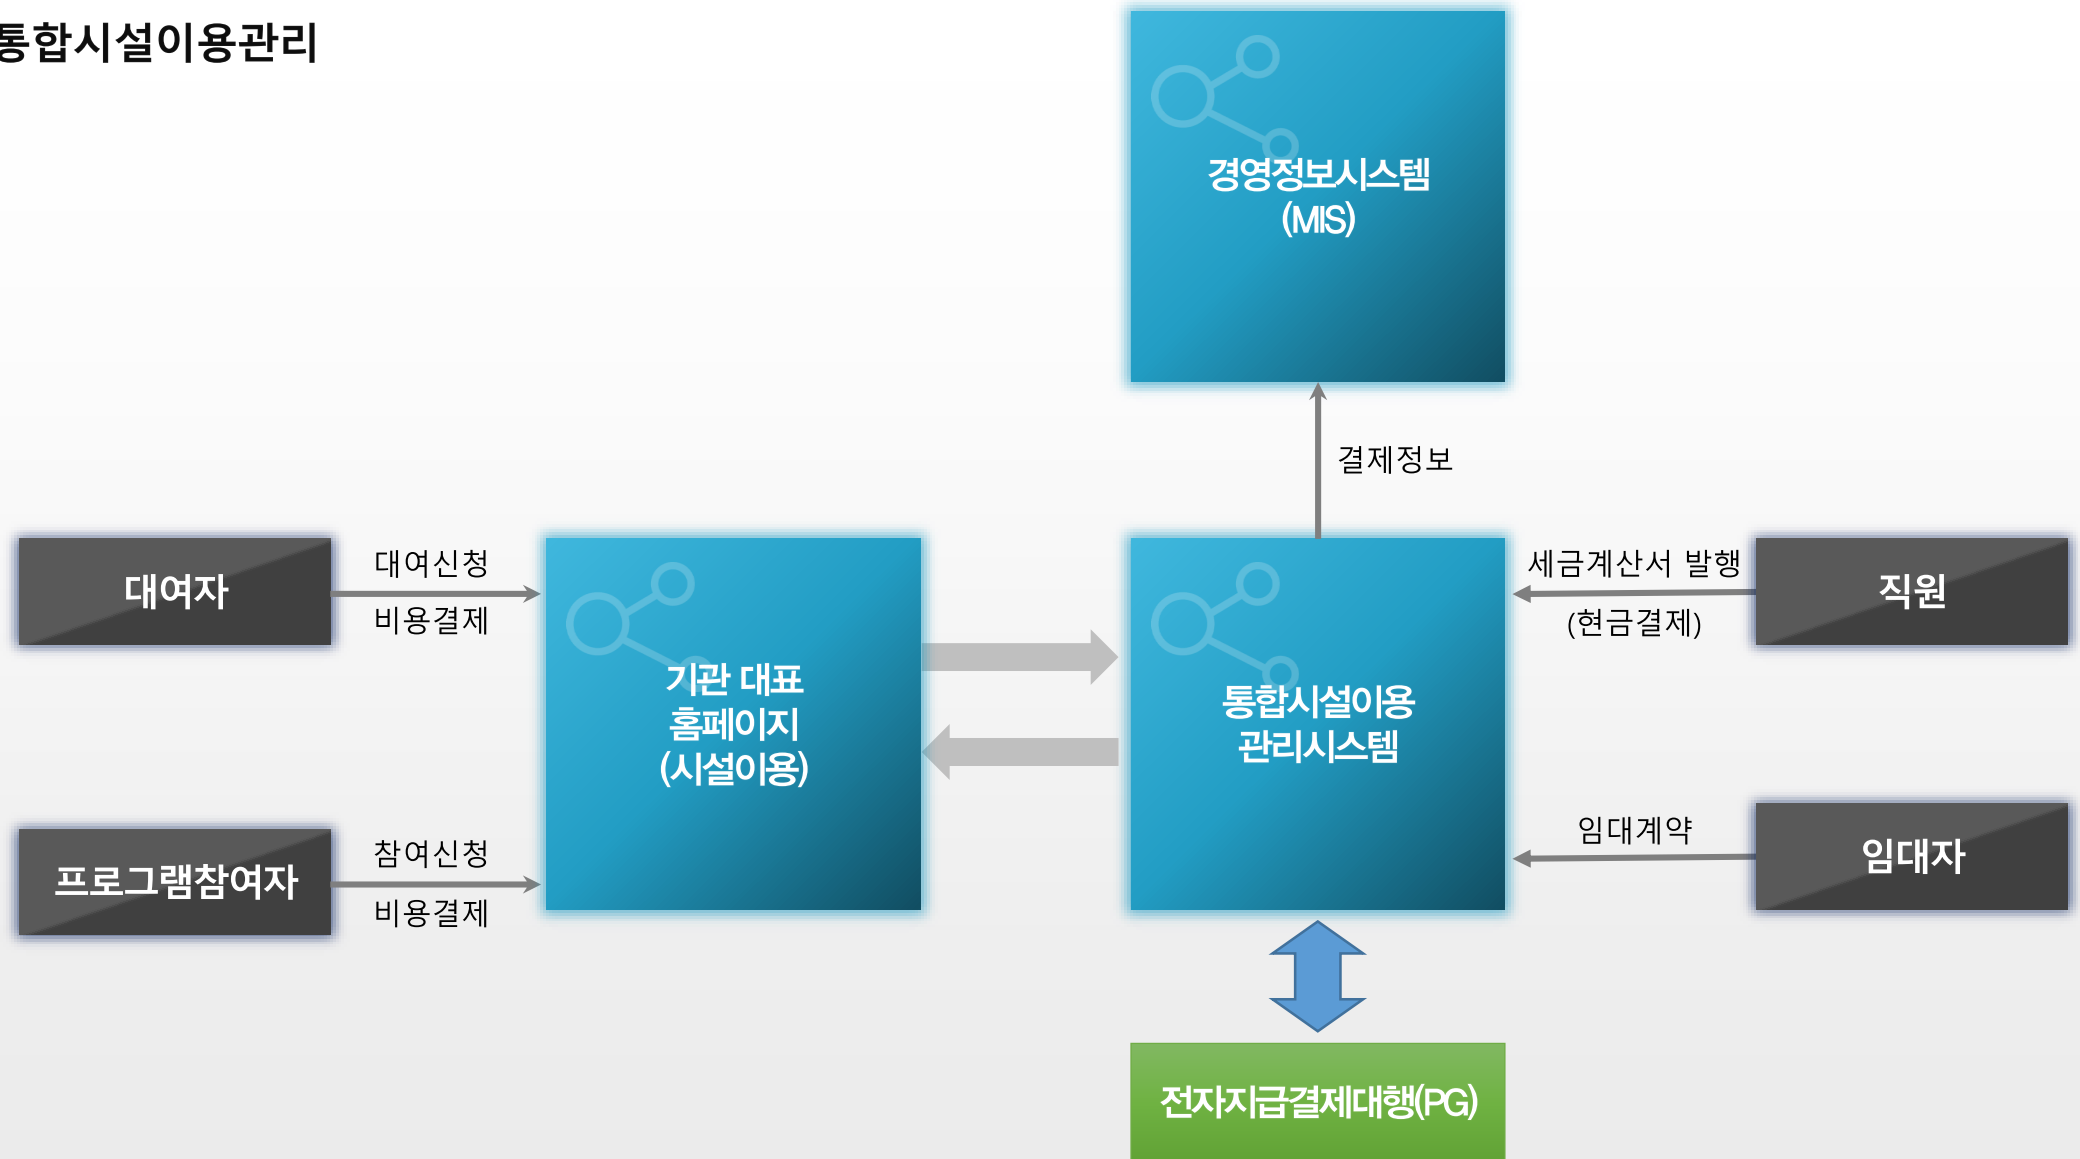 통합시설이용관리
경영정보시스템
(MIS)
결제정보
대여자
대여신청
비용결제
기관 대표
홈페이지
(시설이용)
통합시설이용
관리시스템
세금계산서 발행
(현금결제)
직원
프로그램참여자
참여신청
비용결제
임대계약
임대자
전자지급결제대행(PG)